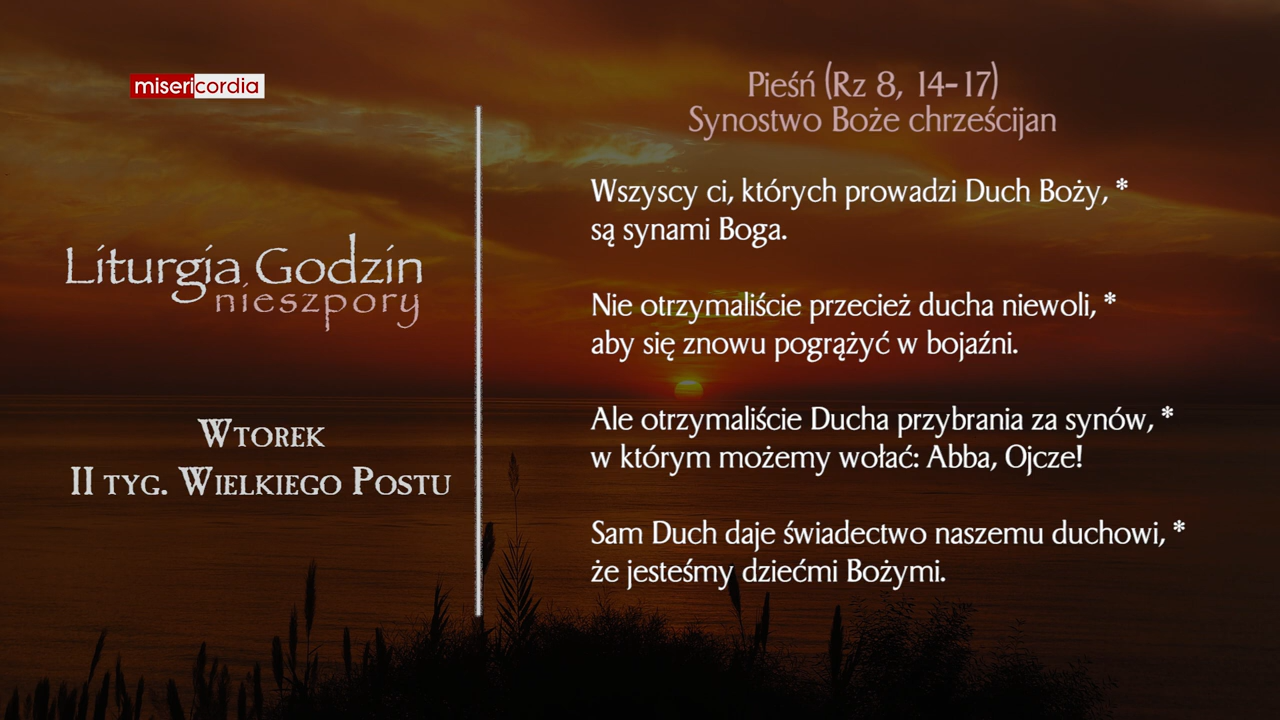 misericordia
Liturgia Godzin
nieszpory
Wtorek
II tyg. Wielkiego Postu
Pieśń (Rz 8, 14-17)
Synostwo Boże chrześcijan
Wszyscy ci, których prowadzi Duch Boży, *
są synami Boga.
Nie otrzymaliście przecież ducha niewoli, *
aby się znowu pogrążyć w bojaźni.
Ale otrzymaliście Ducha przybrania za synów, *
w którym możemy wołać: Abba, Ojcze!
Sam Duch daje świadectwo naszemu duchowi, *
że jesteśmy dziećmi Bożymi.